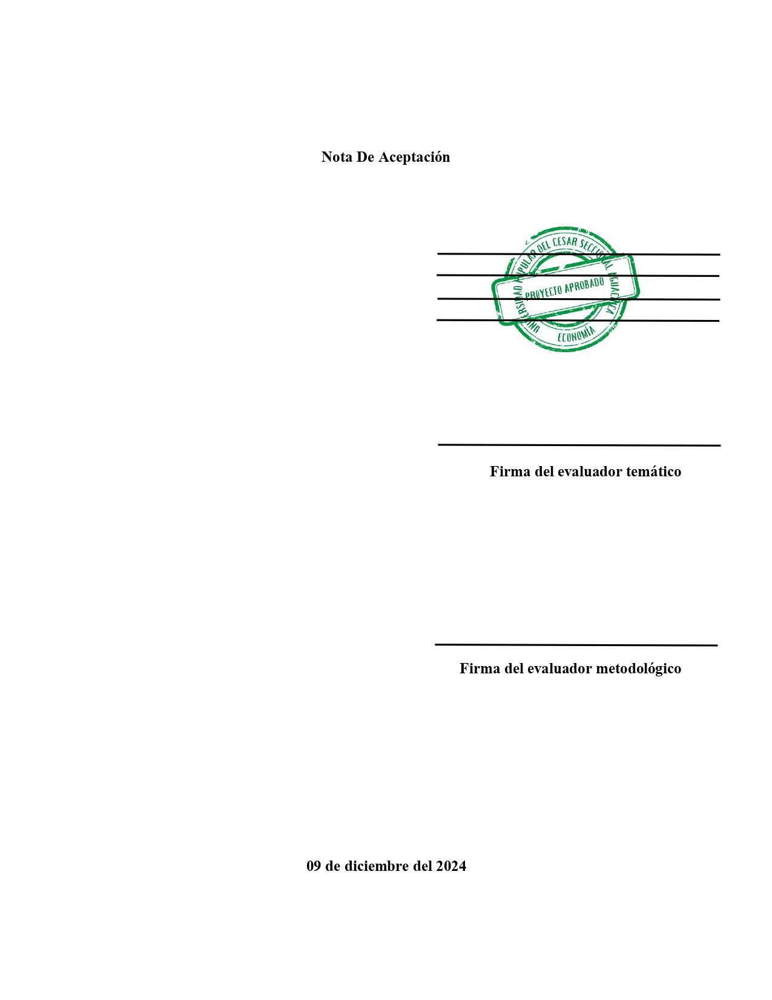 Nota De Aceptación
UNIVERSIDAD POPULAR DEL CESAR SECCIONAL AGUACHICA
PROYECTO APROBADO
ECONOMÍA
Firma del evaluador temático
Firma del evaluador metodológico
09 de diciembre del 2024